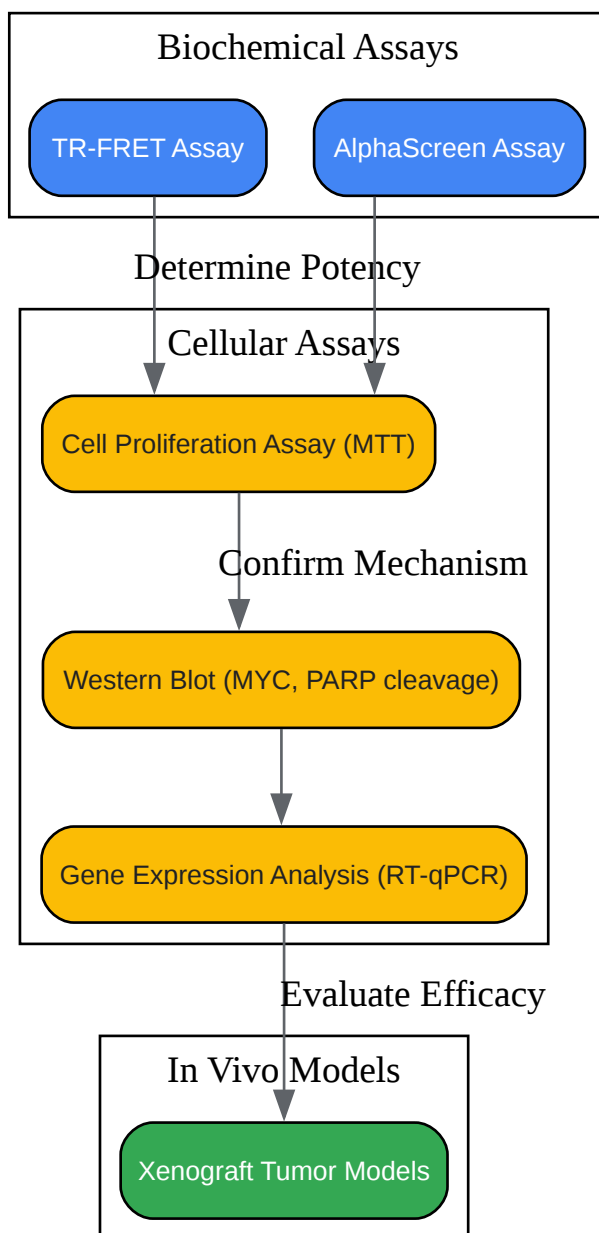 Biochemical Assays
TR-FRET Assay
AlphaScreen Assay
Determine Potency
Cellular Assays
Cell Proliferation Assay (MTT)
Confirm Mechanism
Western Blot (MYC, PARP cleavage)
Gene Expression Analysis (RT-qPCR)
Evaluate Efficacy
In Vivo Models
Xenograft Tumor Models